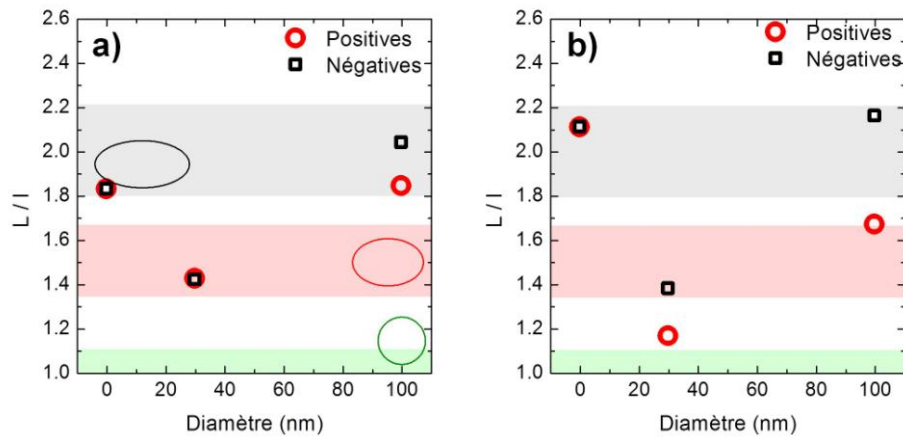 a)
Positives
Négatives
2.6
2.4
2.2
2.0
1.8
1.6
1.4
1.2
1.0
L / l
0 20 40 60 80 100
Diamètre (nm)
b)
Positives
Négatives
2.6
2.4
2.2
2.0
1.8
1.6
1.4
1.2
1.0
L / l
0 20 40 60 80 100
Diamètre (nm)